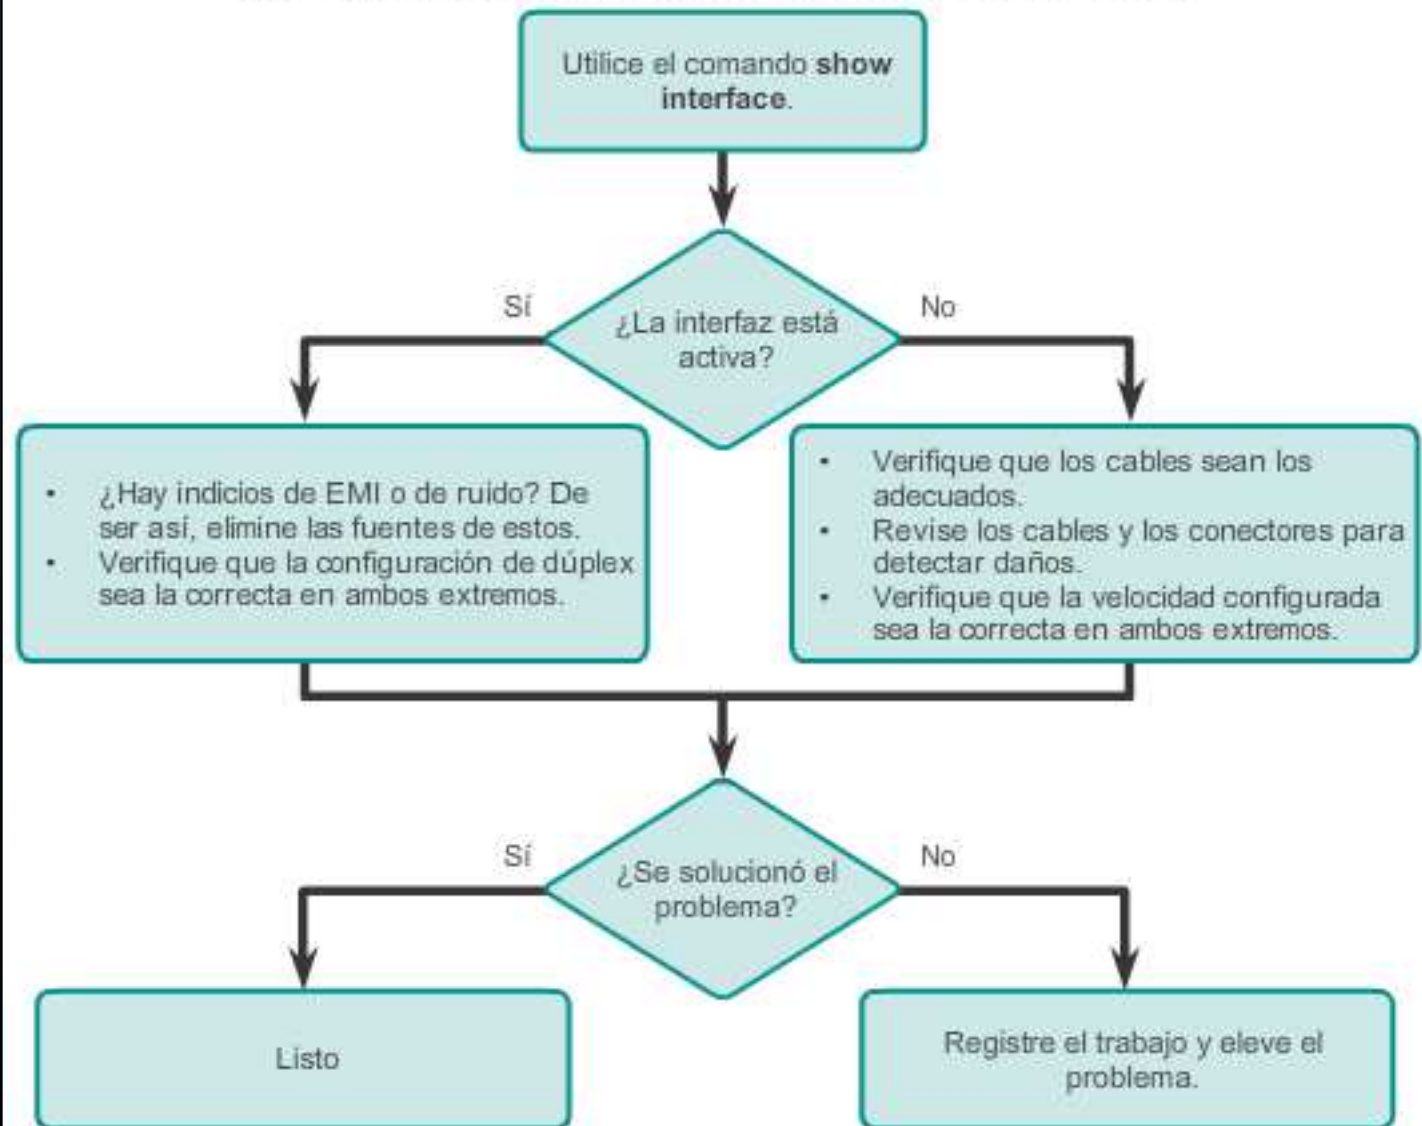 Utilice el comando show
interface.
¿La interfaz está
activa?
Sí
No
• ¿Hay indicios de EMI o de ruido? De
ser así, elimine las fuentes de estos.
• Verifique que la configuración de dúplex
sea la correcta en ambos extremos.
• Verifique que los cables sean los
adecuados.
• Revise los cables y los conectores para
detectar daños.
• Verifique que la velocidad configurada
sea la correcta en ambos extremos.
¿Se solucionó el
problema?
Sí
No
Listo
Registre el trabajo y eleve el
problema.